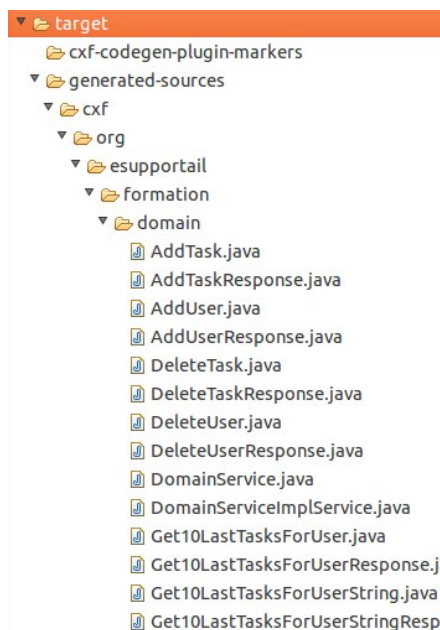 target
cxf-codegen-plugin-markers
generated-sources
cxf
org
esupportail
formation
domain
AddTask.java
AddTaskResponse.java
AddUser.java
AddUserResponse.java
DeleteTask.java
DeleteTaskResponse.java
DeleteUser.java
DeleteUserResponse.java
DomainService.java
DomainServiceImplService.java
Get10LastTasksForUser.java
Get10LastTasksForUserResponse.j
Get10LastTasksForUserString.java
Get10LastTasksForUserStringResp